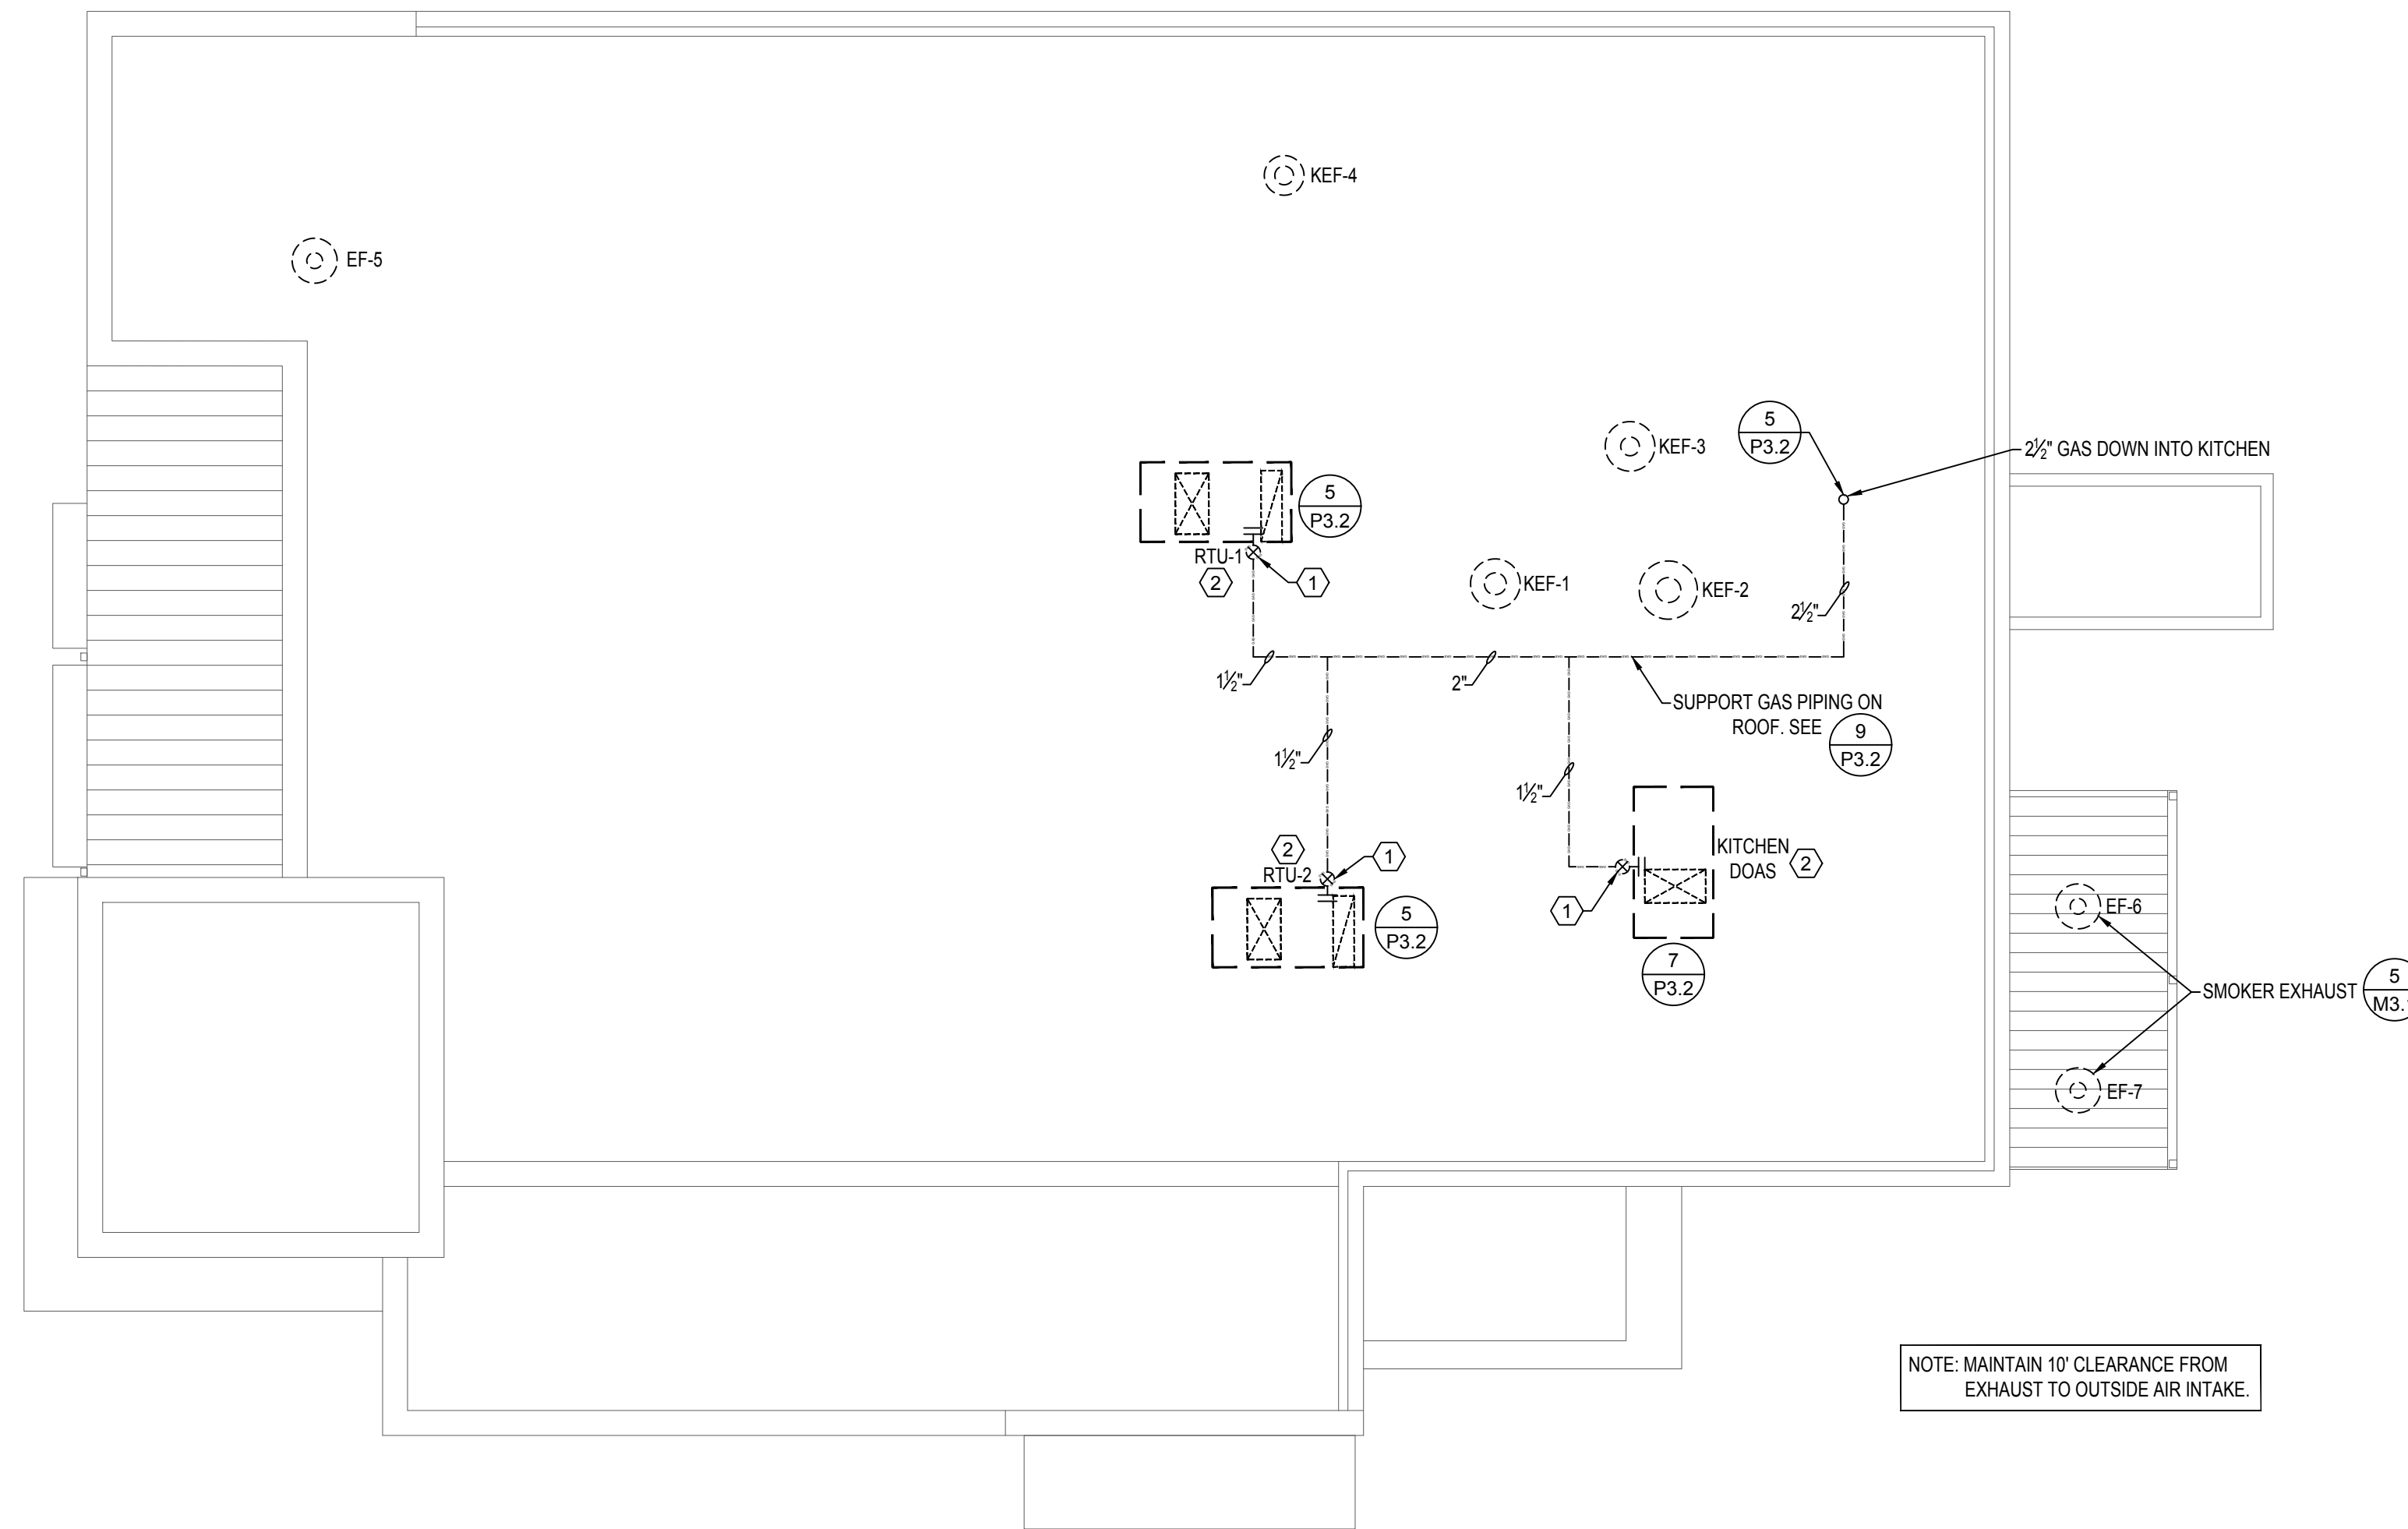 KEF-4
EF-5
5
P3.2
KEF-3
2½" GAS DOWN INTO KITCHEN
5
P3.2
RTU-1
2
1
KEF-1
KEF-2
2½"
1½"
2"
SUPPORT GAS PIPING ON
ROOF. SEE
9
P3.2
1½"
1½"
2
RTU-2
1
KITCHEN
DOAS
2
1
5
P3.2
7
P3.2
EF-6
SMOKER EXHAUST
5
M3.
EF-7
NOTE: MAINTAIN 10' CLEARANCE FROM
EXHAUST TO OUTSIDE AIR INTAKE.